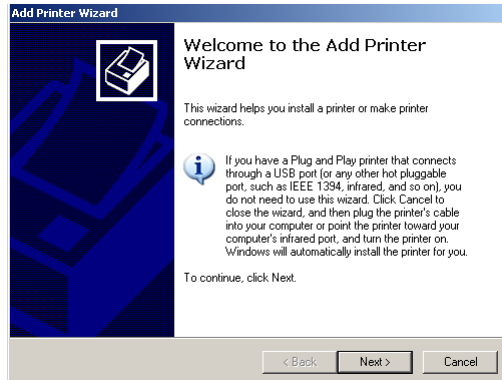 Add Printer Wizard
Welcome to the Add Printer
Wizard
This wizard helps you install a printer or make printer
connections.
If you have a Plug and Play printer that connects
through a USB port (or any other hot pluggable
port, such as IEEE 1394, infrared, and so on), you
do not need to use this wizard. Click Cancel to
close the wizard, and then plug the printer's cable
into your computer or point the printer toward your
computer's infrared port, and turn the printer on.
Windows will automatically install the printer for you.
To continue, click Next.
< Back Next > Cancel